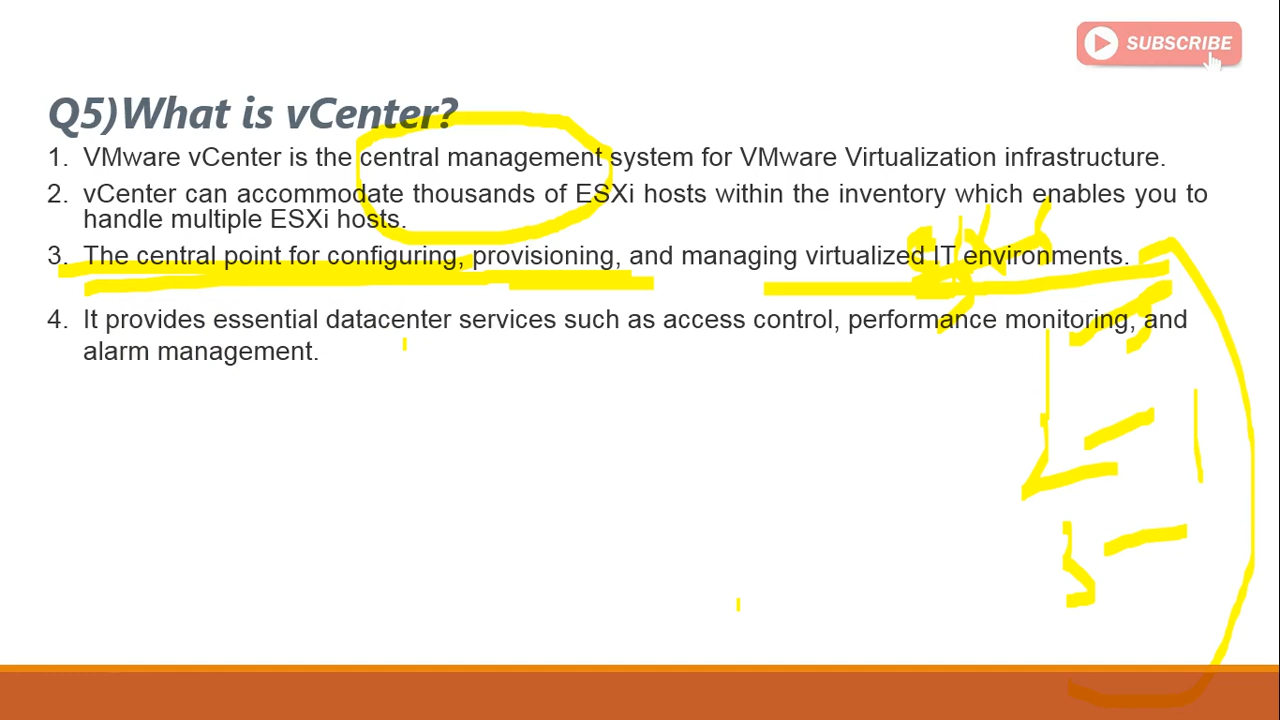 SUBSCRIBE
Q5)What is vCenter?
1. VMware vCenter is the central management system for VMware Virtualization infrastructure.
2. vCenter can accommodate thousands of ESXi hosts within the inventory which enables you to
handle multiple ESXi hosts.
3. The central point for configuring, provisioning, and managing virtualized IT environments.
4. It provides essential datacenter services such as access control, performance monitoring, and
alarm management.